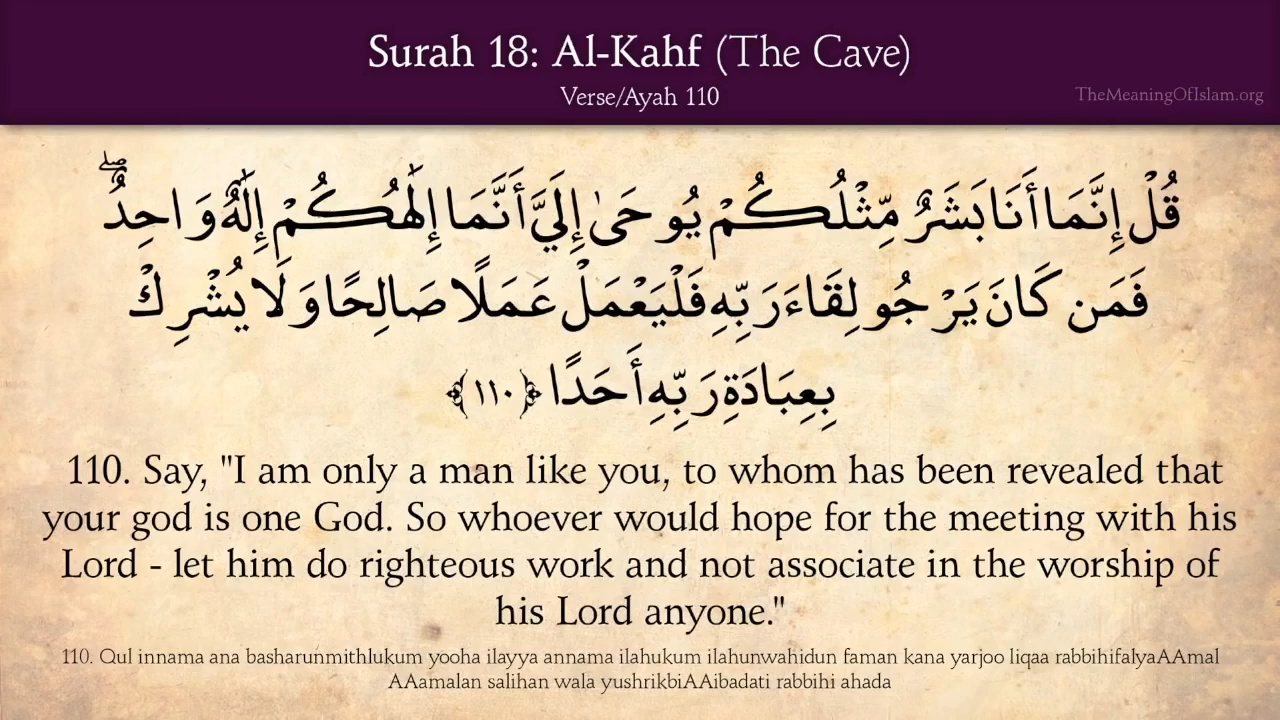 Surah 18: Al-Kahf (The Cave)
Verse/Ayah 110
TheMeaningOfIslam.org
قُلْ إِنَّمَا أَنَا بَشَرٌ مِّثْلُكُمْ يُوحَىٰ إِلَيَّ أَنَّمَا إِلَٰهُكُمْ إِلَٰهٌ وَاحِدٌ ۖ
فَمَن كَانَ يَرْجُو لِقَاءَ رَبِّهِ فَلْيَعْمَلْ عَمَلًا صَالِحًا وَلَا يُشْرِكْ
بِعِبَادَةِ رَبِّهِ أَحَدًا ﴿١١٠﴾
110. Say, "I am only a man like you, to whom has been revealed that
your god is one God. So whoever would hope for the meeting with his
Lord - let him do righteous work and not associate in the worship of
his Lord anyone."
110. Qul innama ana basharunmithlukum yooha ilayya annama ilahukum ilahunwahidun faman kana yarjoo liqaa rabbihifalyaAAmal
AAamalan salihan wala yushrikbiAAibadati rabbihi ahada